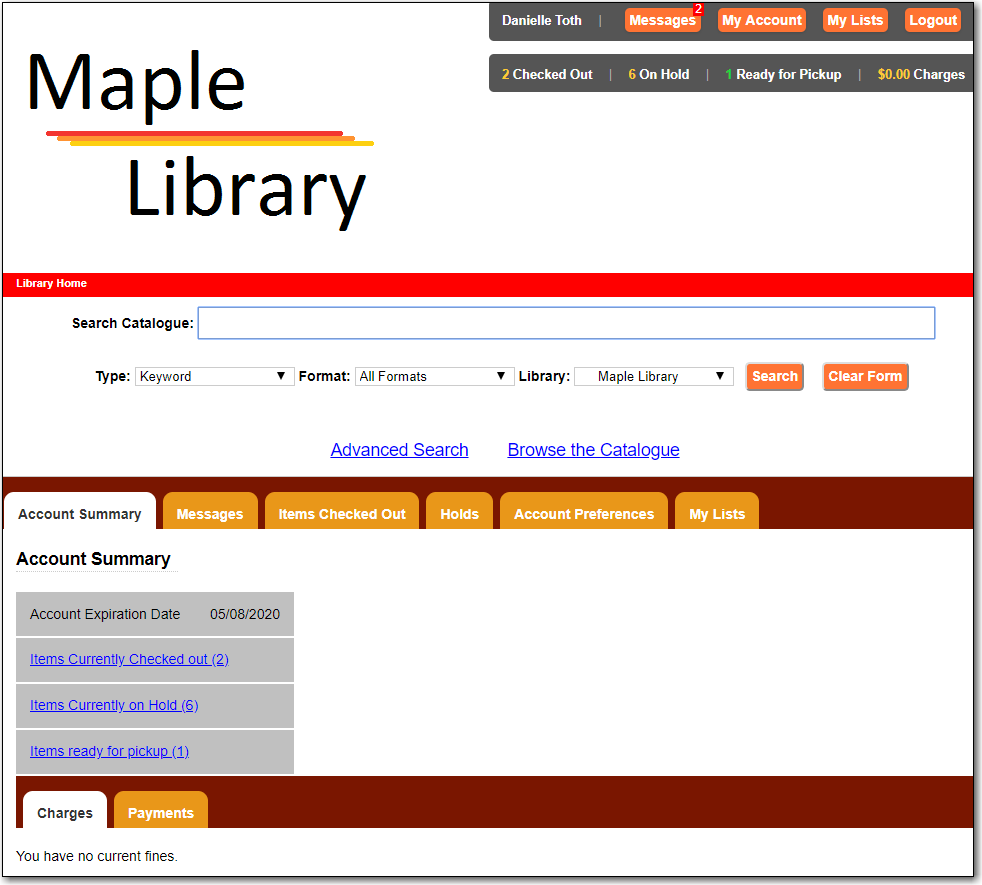 Danielle Toth | Messages 2 My Account My Lists Logout
2 Checked Out | 6 On Hold | 1 Ready for Pickup | $0.00 Charges
Maple
Library
Library Home
Search Catalogue:
Type: Keyword ▼ Format: All Formats ▼ Library: Maple Library ▼ Search Clear Form
Advanced Search Browse the Catalogue
Account Summary Messages Items Checked Out Holds Account Preferences My Lists
Account Summary
Account Expiration Date 05/08/2020
Items Currently Checked out (2)
Items Currently on Hold (6)
Items ready for pickup (1)
Charges Payments
You have no current fines.